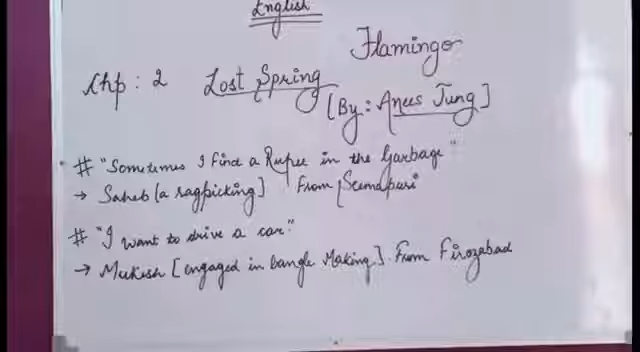 English
Flamingo
Chp : 2 Lost Spring
[By : Anees Jung]
# "Sometimes I find a Rupee in the Garbage"
→ Saheb [a ragpicking] From Seemapuri
# "I want to drive a car"
→ Mukesh [engaged in bangle Making] From Firozabad